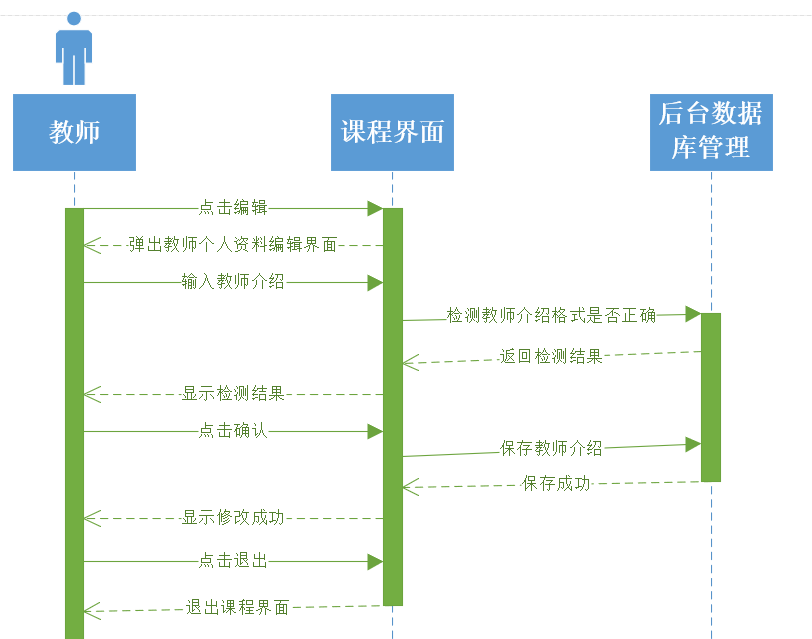 教师
课程界面
后台数据
库管理
点击编辑
弹出教师个人资料编辑界面
输入教师介绍
检测教师介绍格式是否正确
返回检测结果
显示检测结果
点击确认
保存教师介绍
保存成功
显示修改成功
点击退出
退出课程界面